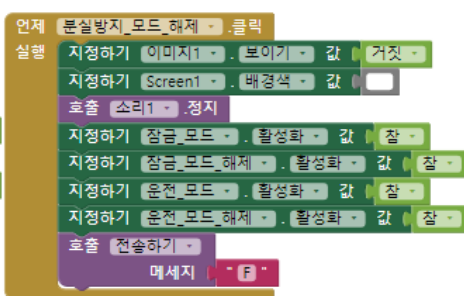 언제 분실방지_모드_해제 .클릭
실행 지정하기 이미지1 . 보이기 값 거짓
지정하기 Screen1 . 배경색 값
호출 소리1 .정지
지정하기 잠금_모드 . 활성화 값 참
지정하기 잠금_모드_해제 . 활성화 값 참
지정하기 운전_모드 . 활성화 값 참
지정하기 운전_모드_해제 . 활성화 값 참
호출 전송하기
메세지 " F "